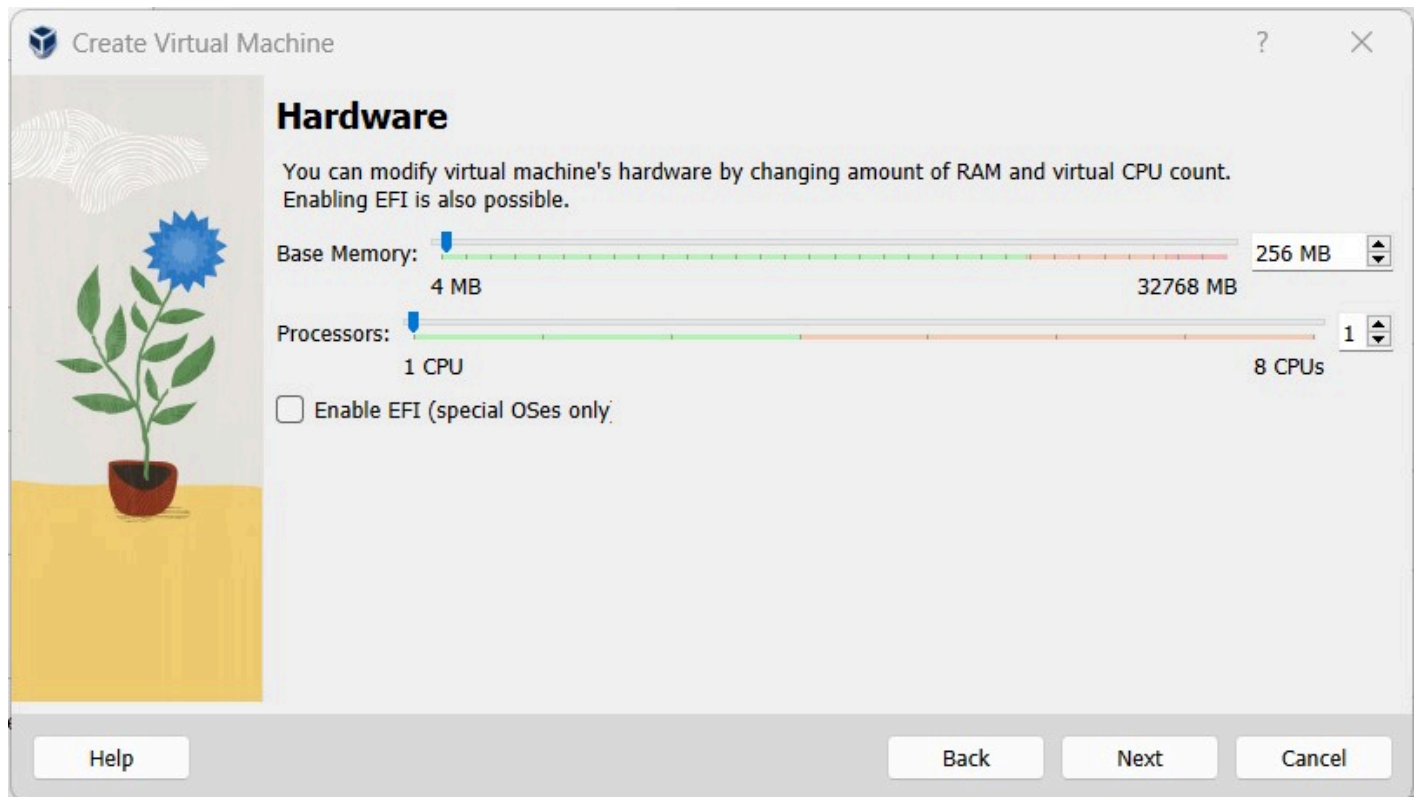 Create Virtual Machine
?
Hardware
You can modify virtual machine's hardware by changing amount of RAM and virtual CPU count.
Enabling EFI is also possible.
Base Memory: 256 MB
4 MB 32768 MB
Processors: 1
1 CPU 8 CPUs
Enable EFI (special OSes only)
Help Back Next Cancel